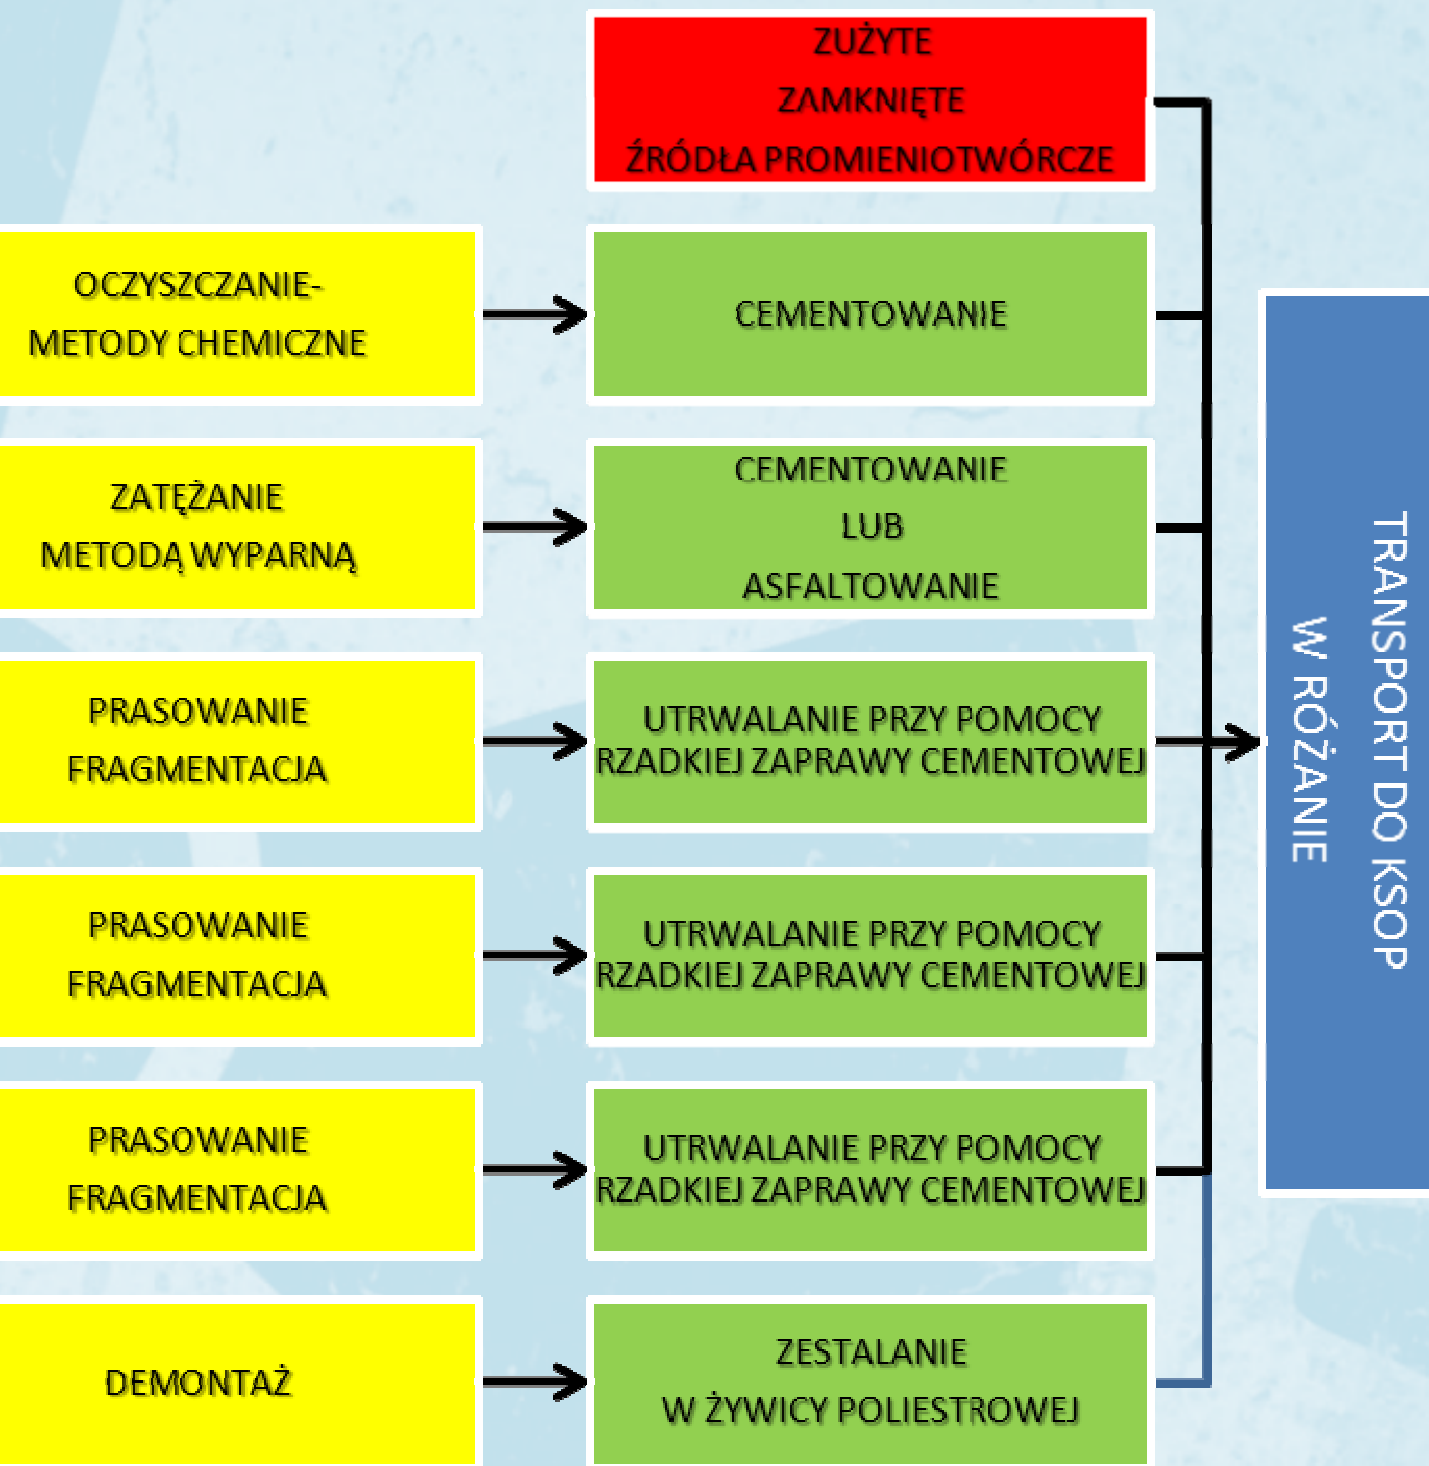 ZUŻYTE
ZAMKNIĘTE
ŹRÓDŁA PROMIENIOTWÓRCZE
OCZYSZCZANIE-
METODY CHEMICZNE
CEMENTOWANIE
ZATĘŻANIE
METODĄ WYPARNĄ
CEMENTOWANIE
LUB
ASFALTOWANIE
PRASOWANIE
FRAGMENTACJA
UTRWALANIE PRZY POMOCY
RZADKIEJ ZAPRAWY CEMENTOWEJ
PRASOWANIE
FRAGMENTACJA
UTRWALANIE PRZY POMOCY
RZADKIEJ ZAPRAWY CEMENTOWEJ
PRASOWANIE
FRAGMENTACJA
UTRWALANIE PRZY POMOCY
RZADKIEJ ZAPRAWY CEMENTOWEJ
DEMONTAŻ
ZESTALANIE
W ŻYWICY POLIESTROWEJ
TRANSPORT DO KSOP
W RÓŻANIE